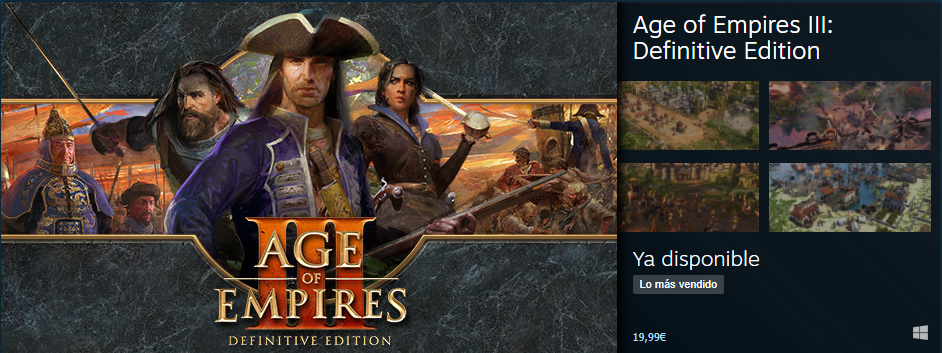 AGE
OF
EMPIRES
III
DEFINITIVE EDITION
Age of Empires III:
Definitive Edition
Ya disponible
Lo más vendido
19,99€